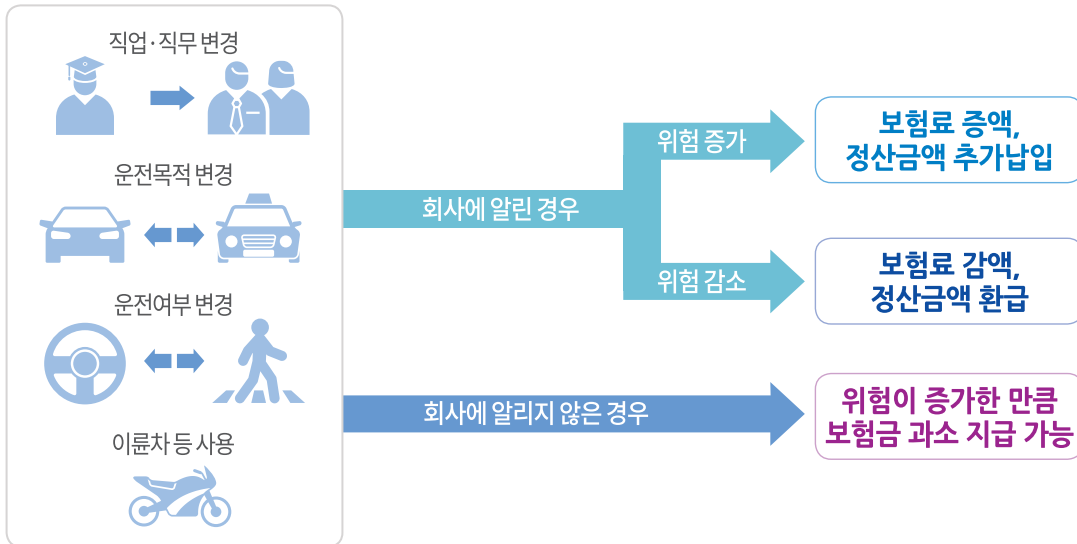 직업·직무 변경
운전목적 변경
운전여부 변경
이륜차 등 사용
회사에 알린 경우
위험 증가
보험료 증액,
정산금액 추가납입
위험 감소
보험료 감액,
정산금액 환급
회사에 알리지 않은 경우
위험이 증가한 만큼
보험금 과소 지급 가능